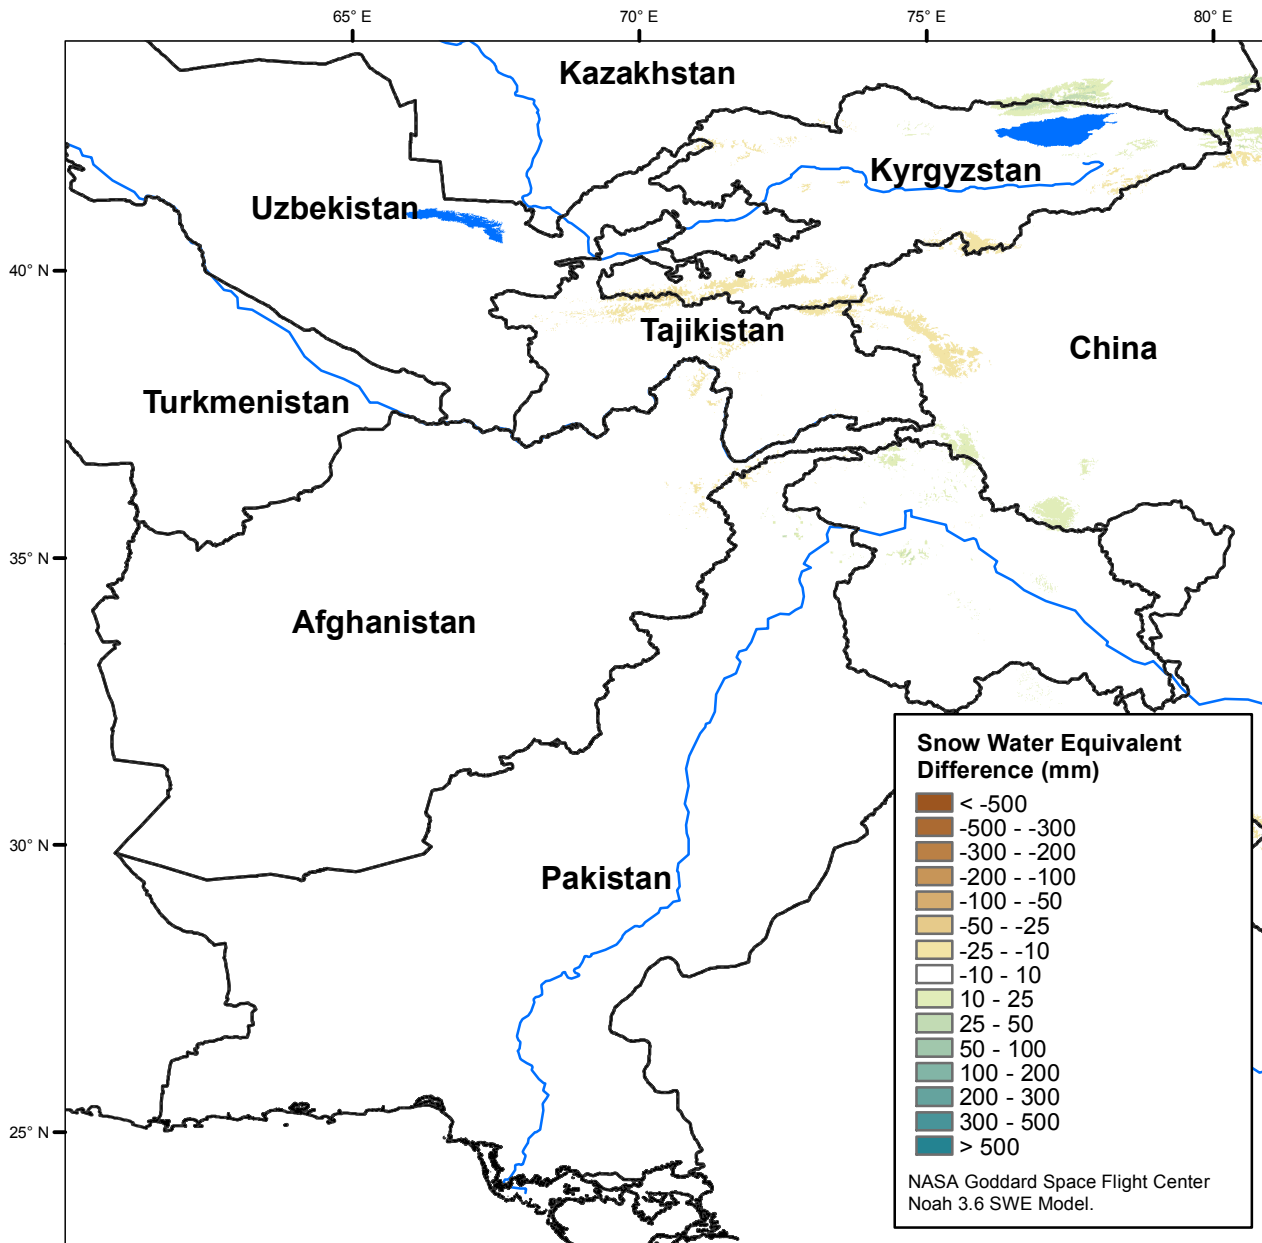 65° E
70° E
75° E
80° E
Kazakhstan
Kyrgyzstan
Uzbekistan
40° N
Tajikistan
China
Turkmenistan
35° N
Afghanistan
30° N
Pakistan
25° N
Snow Water Equivalent
Difference (mm)
< -500
-500 - -300
-300 - -200
-200 - -100
-100 - -50
-50 - -25
-25 - -10
-10 - 10
10 - 25
25 - 50
50 - 100
100 - 200
200 - 300
300 - 500
> 500
NASA Goddard Space Flight Center
Noah 3.6 SWE Model.